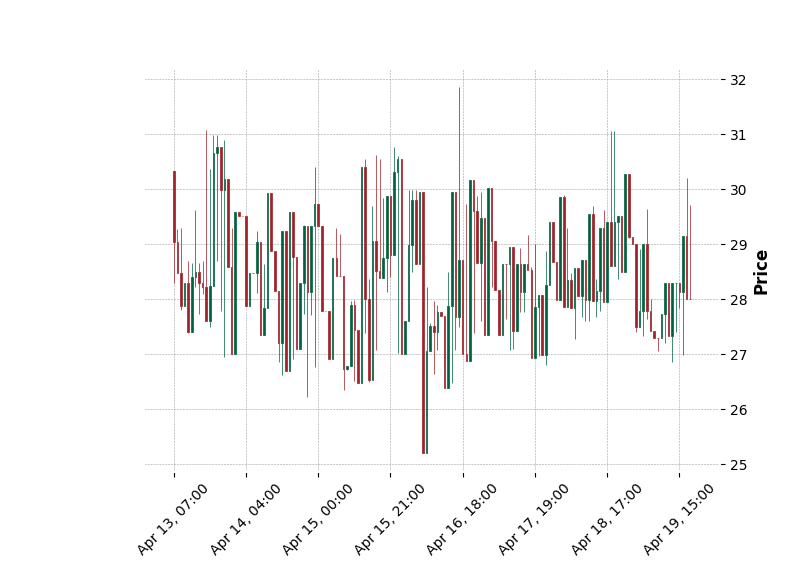 32
31
30
29
28
27
26
25
Price
Apr 13, 07:00
Apr 14, 04:00
Apr 15, 00:00
Apr 15, 21:00
Apr 16, 18:00
Apr 17, 19:00
Apr 18, 17:00
Apr 19, 15:00